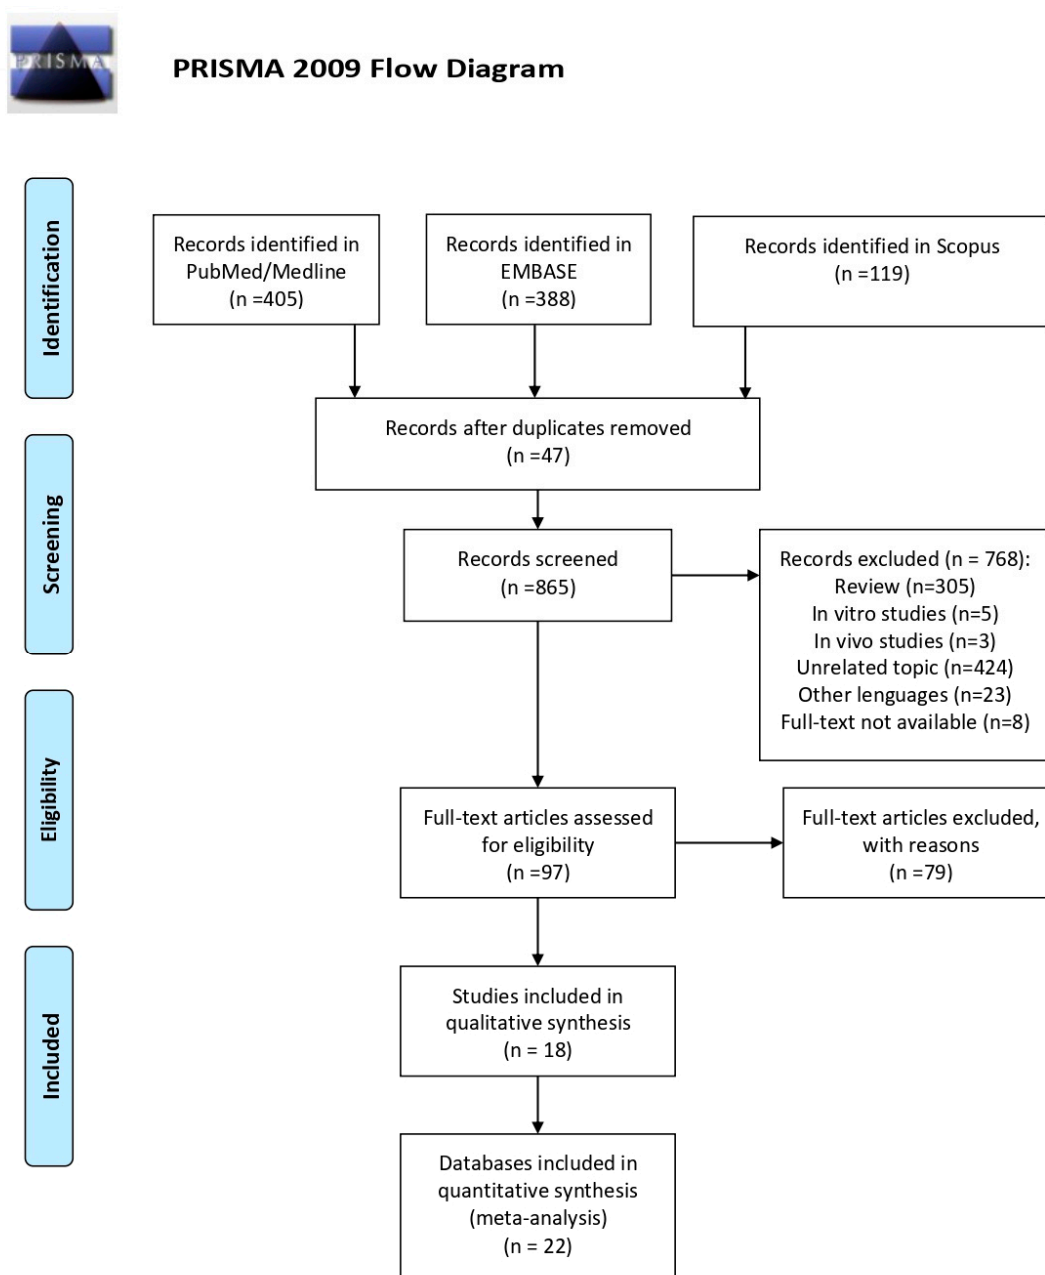 PRISMA
PRISMA 2009 Flow Diagram
Identification
Records identified in
PubMed/Medline
(n =405)
Records identified in
EMBASE
(n =388)
Records identified in Scopus
(n =119)
Records after duplicates removed
(n =47)
Screening
Records screened
(n =865)
Records excluded (n = 768):
Review (n=305)
In vitro studies (n=5)
In vivo studies (n=3)
Unrelated topic (n=424)
Other lenguages (n=23)
Full-text not available (n=8)
Eligibility
Full-text articles assessed
for eligibility
(n =97)
Full-text articles excluded,
with reasons
(n =79)
Included
Studies included in
qualitative synthesis
(n = 18)
Databases included in
quantitative synthesis
(meta-analysis)
(n = 22)